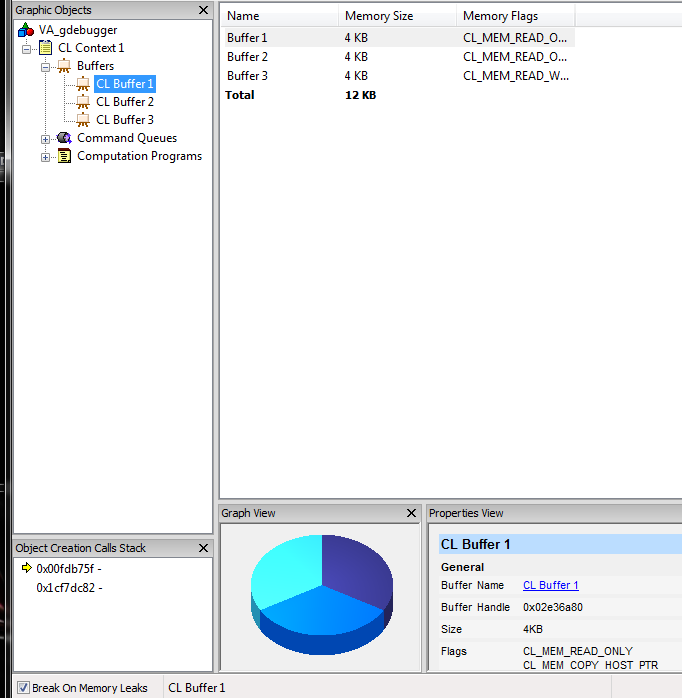 Graphic Objects
VA_gdebugger
CL Context 1
Buffers
CL Buffer 1
CL Buffer 2
CL Buffer 3
Command Queues
Computation Programs
Name Memory Size Memory Flags
Buffer 1 4 KB CL_MEM_READ_O...
Buffer 2 4 KB CL_MEM_READ_O...
Buffer 3 4 KB CL_MEM_READ_W...
Total 12 KB
Object Creation Calls Stack
0x00fdb75f -
0x1cf7dc82 -
Graph View
Properties View
CL Buffer 1
General
Buffer Name CL Buffer 1
Buffer Handle 0x02e36a80
Size 4KB
Flags CL_MEM_READ_ONLY
CL_MEM_COPY_HOST_PTR
Break On Memory Leaks CL Buffer 1